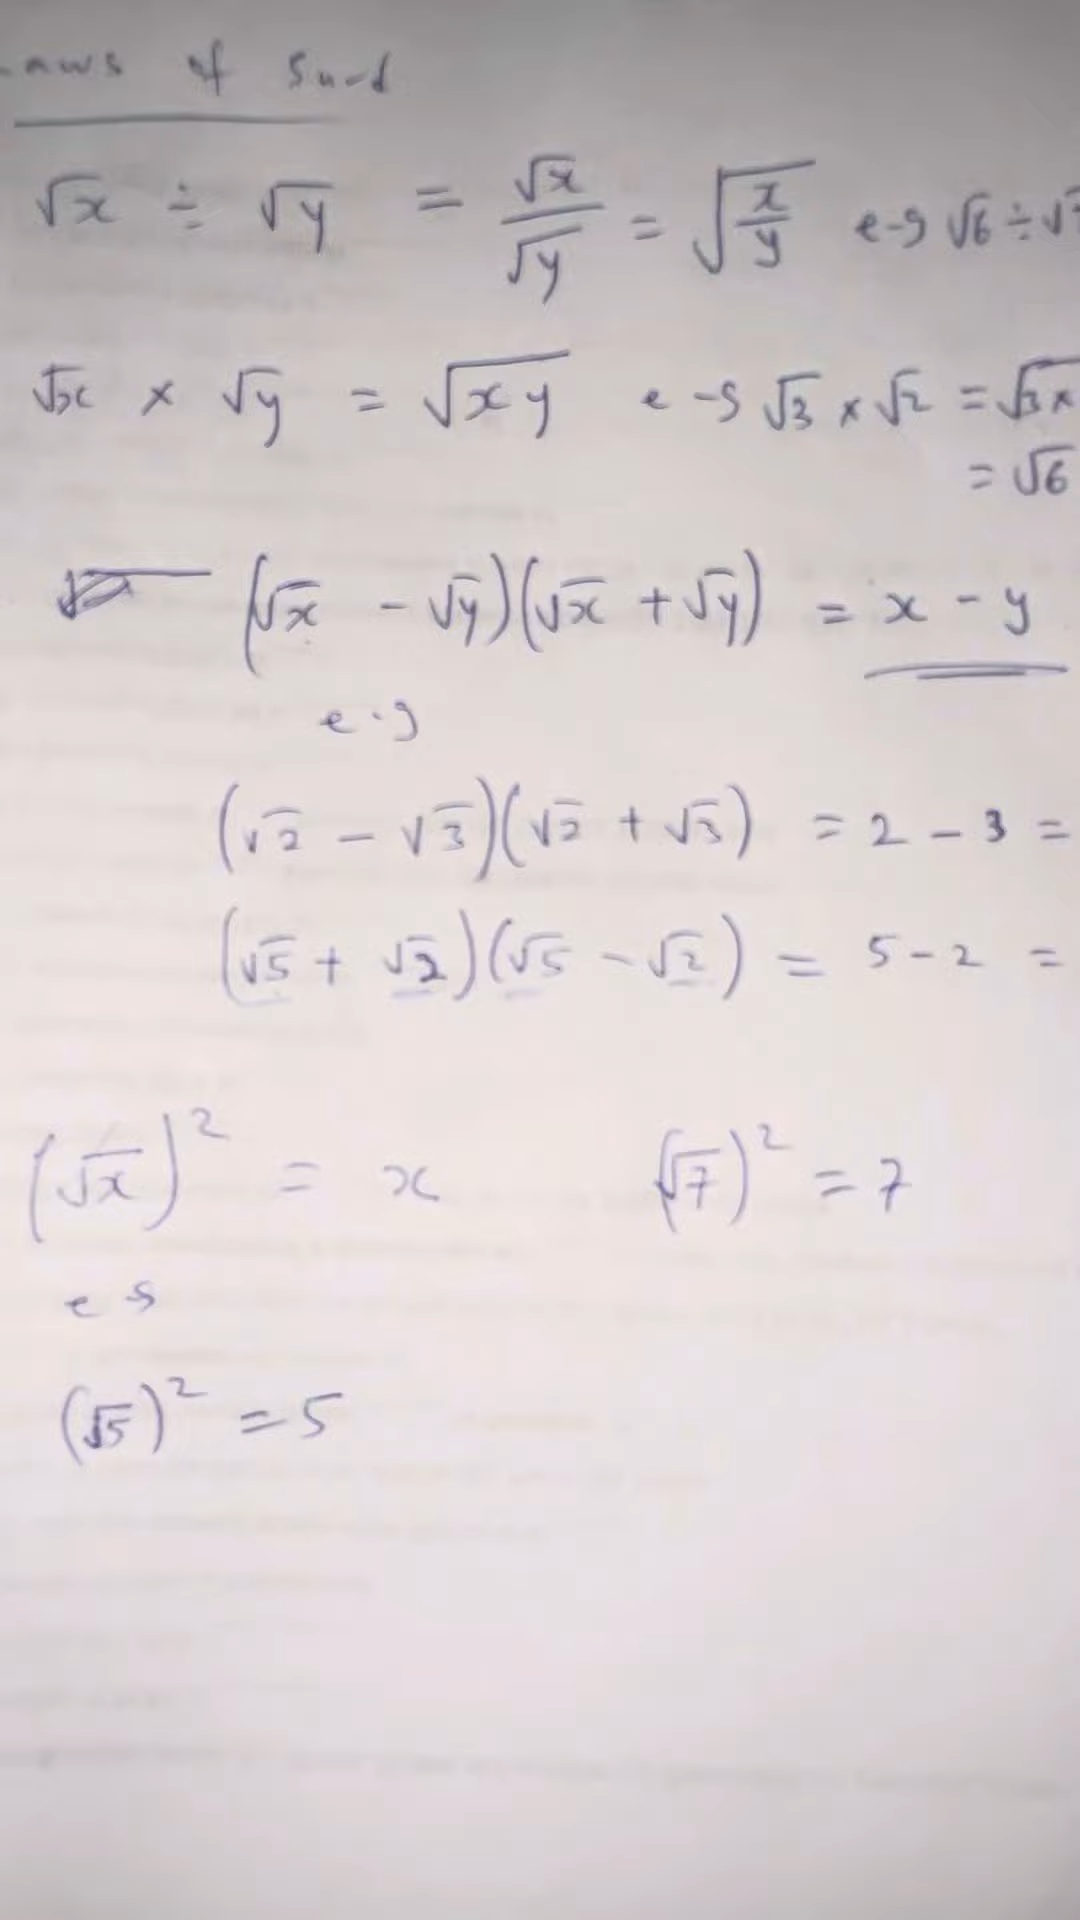 Laws of Surd
√x ÷ √y = √x/√y = √(x/y) e-g √6 ÷ √
√x × √y = √xy e-g √3 × √2 = √3×
= √6
(√x - √y)(√x + √y) = x - y
e.g
(√2 - √3)(√2 + √3) = 2 - 3 =
(√5 + √2)(√5 - √2) = 5 - 2 =
(√x)² = x (√7)² = 7
e g
(√5)² = 5